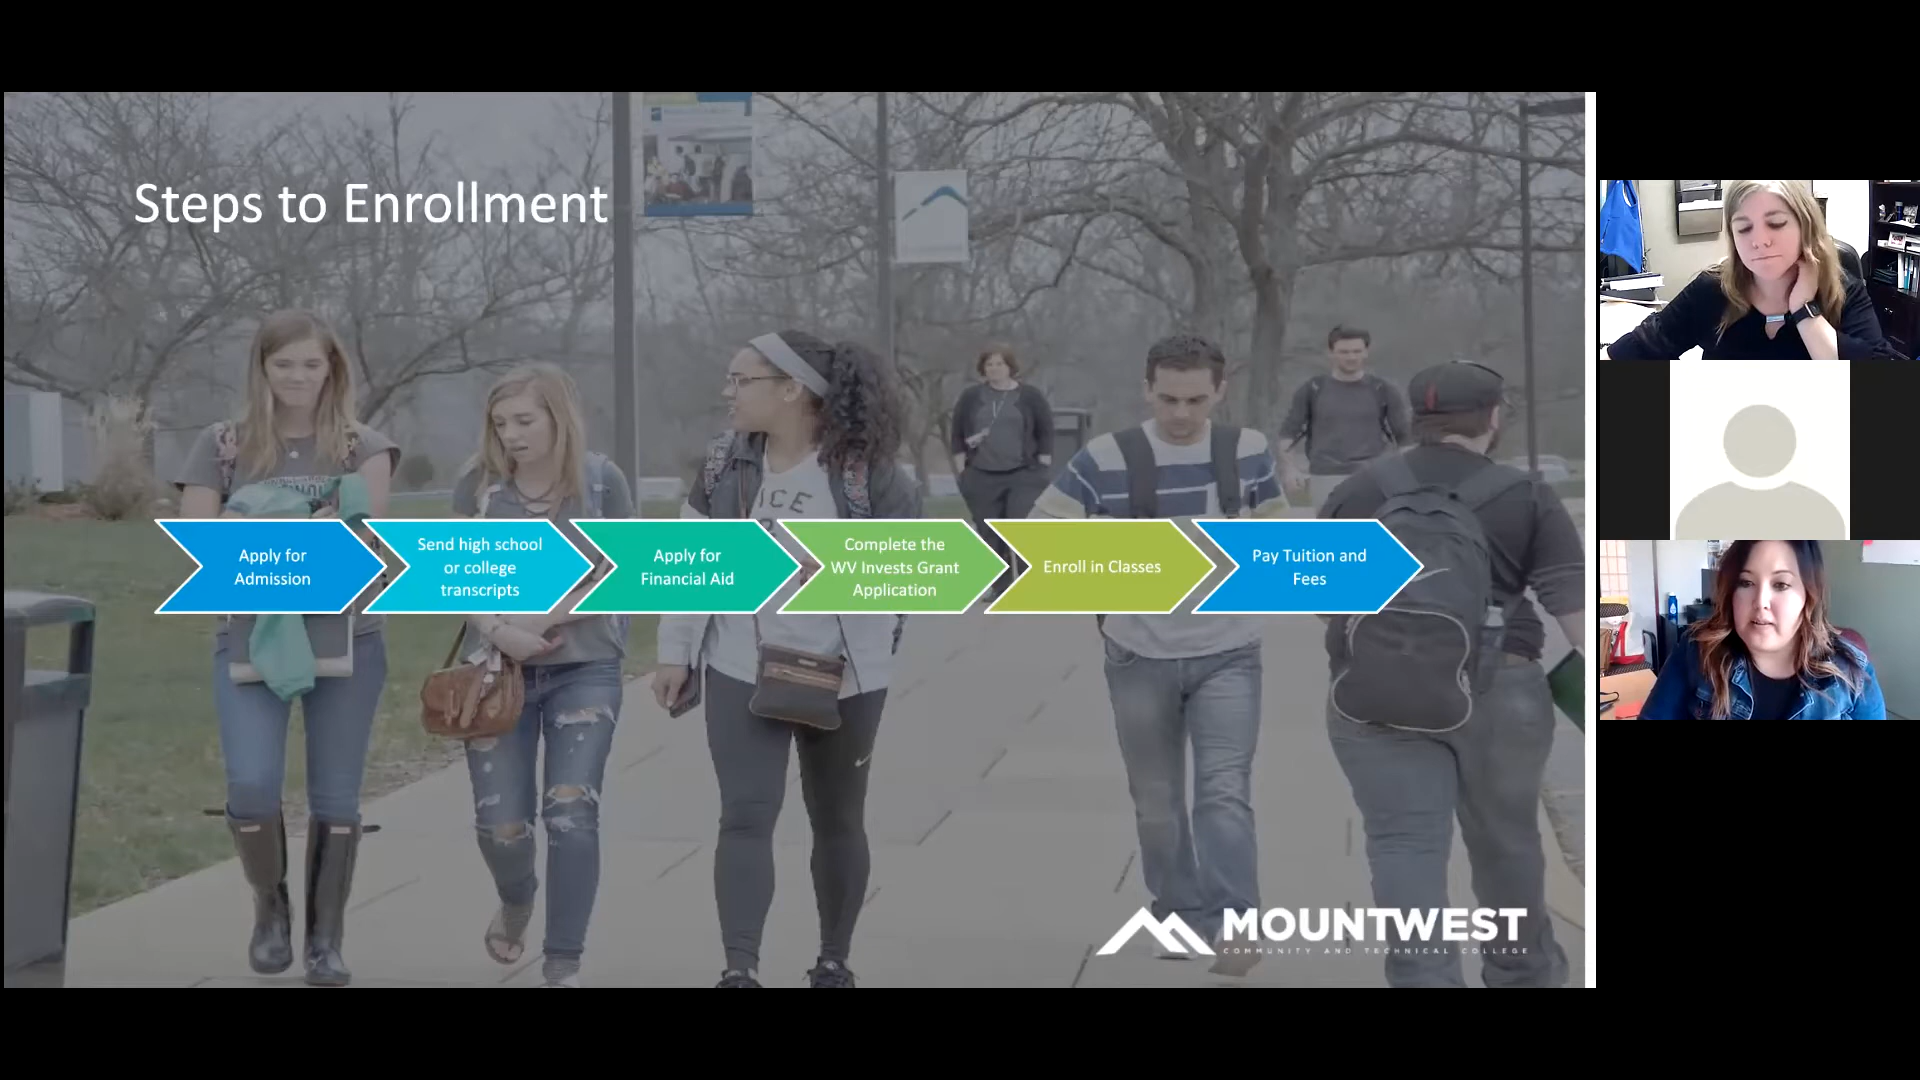 Steps to Enrollment
ICE
Apply for
Admission
Send high school
or college
transcripts
Apply for
Financial Aid
Complete the
WV Invests Grant
Application
Enroll in Classes
Pay Tuition and
Fees
MOUNTWEST
COMMUNITY AND TECHNICAL COLLEGE